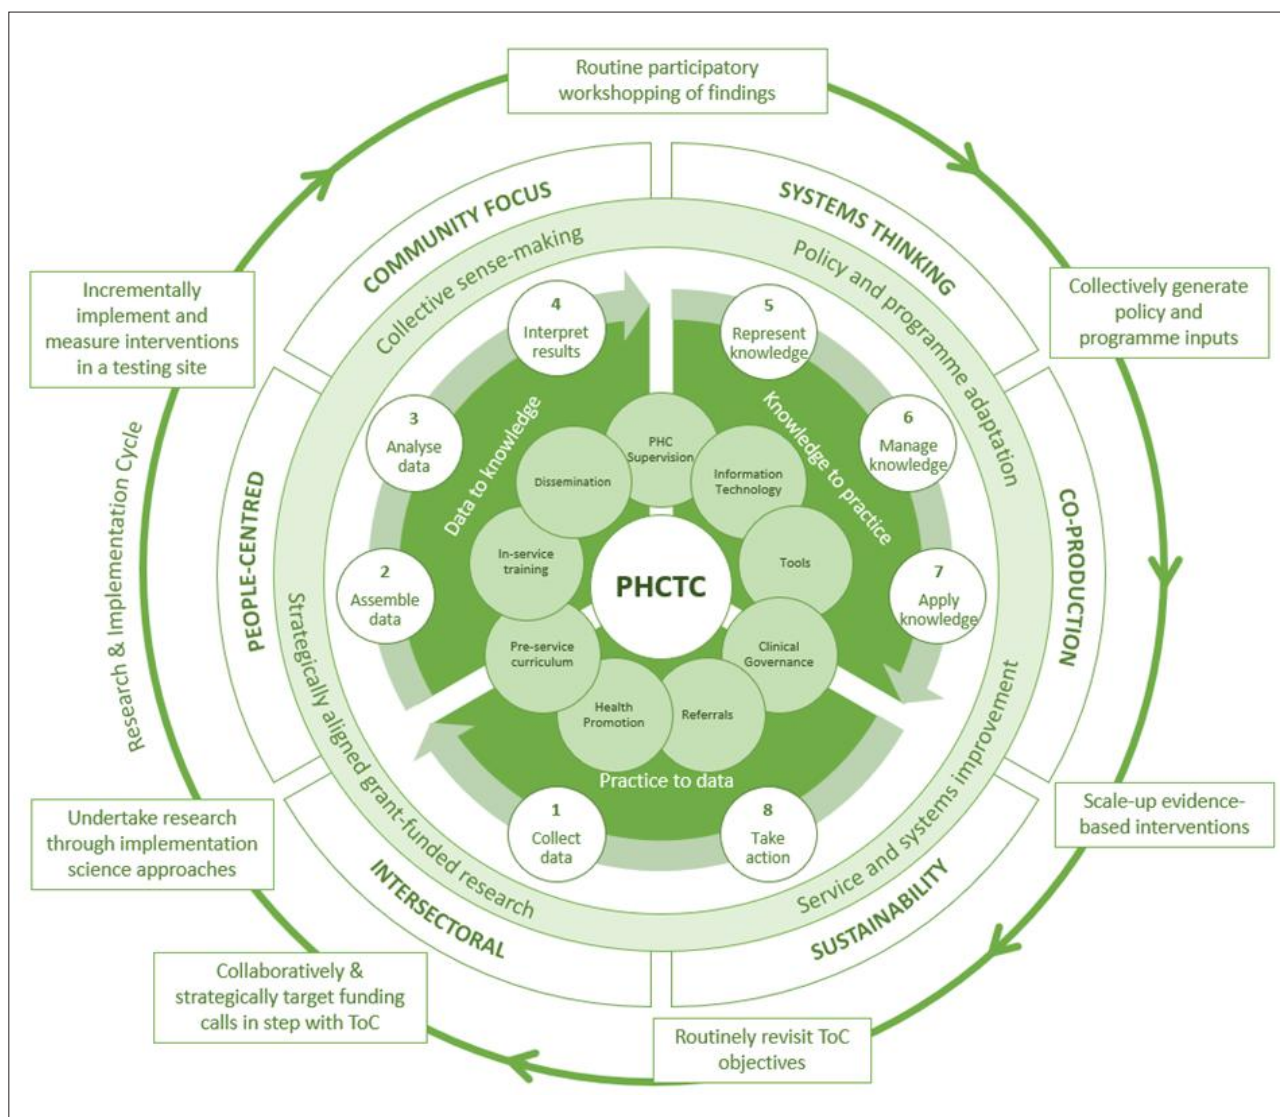 Routine participatory
workshopping of findings
COMMUNITY FOCUS
SYSTEMS THINKING
Collective sense-making
Policy and programme adaptation
Incrementally
implement and
measure interventions
in a testing site
Collectively generate
policy and
programme inputs
4
Interpret
results
5
Represent
knowledge
3
Analyse
data
6
Manage
knowledge
Data to knowledge
Knowledge to practice
PHC
Supervision
Dissemination
Information
Technology
Research & Implementation Cycle
PEOPLE-CENTRED
CO-PRODUCTION
In-service
training
Tools
2
Assemble
data
PHCTC
7
Apply
knowledge
Pre-service
curriculum
Clinical
Governance
Health
Promotion
Referrals
Practice to data
Strategically aligned grant-funded research
Service and systems improvement
1
Collect
data
8
Take
action
Undertake research
through implementation
science approaches
Scale-up evidence-
based interventions
INTERSECTORAL
SUSTAINABILITY
Collaboratively &
strategically target funding
calls in step with ToC
Routinely revisit ToC
objectives